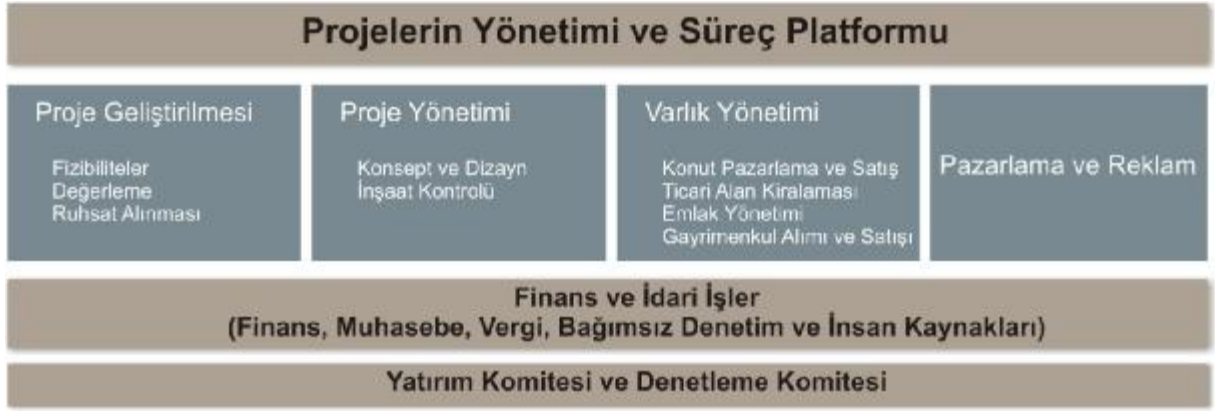 Projelerin Yönetimi ve Süreç Platformu
Proje Geliştirilmesi
Fizibiliteler
Değerleme
Ruhsat Alınması
Proje Yönetimi
Konsept ve Dizayn
İnşaat Kontrolü
Varlık Yönetimi
Konut Pazarlama ve Satış
Ticari Alan Kiralaması
Emlak Yönetimi
Gayrimenkul Alımı ve Satışı
Pazarlama ve Reklam
Finans ve İdari İşler
(Finans, Muhasebe, Vergi, Bağımsız Denetim ve İnsan Kaynakları)
Yatırım Komitesi ve Denetleme Komitesi